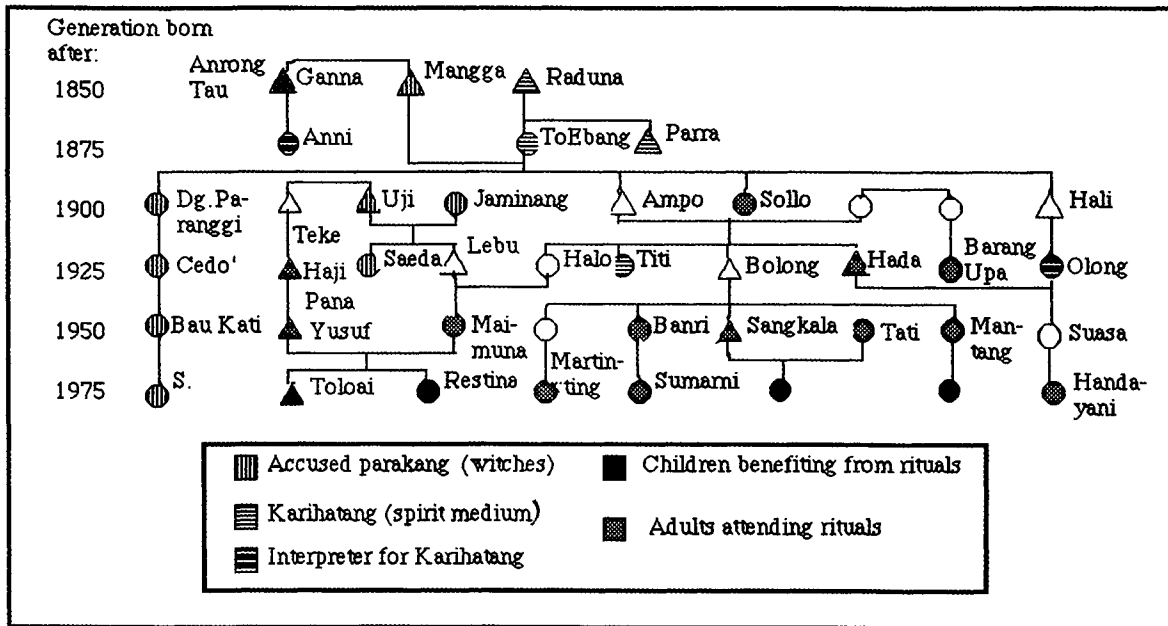 Generation born
after:
Anrong
Tau
Ganna
Mangga
Raduna
1850
Anni
ToEbang
Parra
1875
Dg. Pa-
ranggi
Uji
Jaminang
Ampo
Sollo
Hali
1900
Teke
Cedo'
Haji
Pana
Saeda
Lebu
Halo
Titi
Bolong
Hada
Barang
Upa
Olong
1925
Bau Kati
Yusuf
Mai-
muna
Banri
Sangkala
Tati
Man-
tang
Suasa
1950
Martin-
ting
S.
Toloai
Restina
Sumarni
Handa-
yani
1975
Accused parakang (witches)
Children benefiting from rituals
Karihatang (spirit medium)
Adults attending rituals
Interpreter for Karihatang